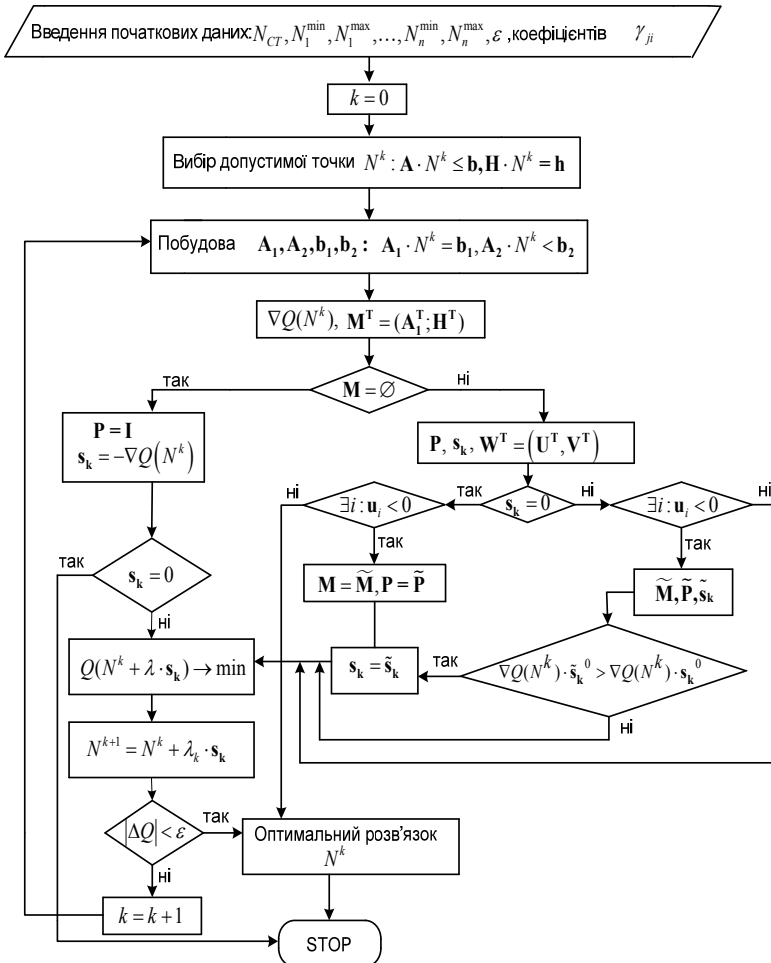 Введення початкових даних: N_CT, N_1^min, N_1^max, ..., N_n^min, N_n^max, ε ,коефіцієнтів γ_ji
k = 0
Вибір допустимої точки N^k : A · N^k ≤ b, H · N^k = h
Побудова A_1, A_2, b_1, b_2 : A_1 · N^k = b_1, A_2 · N^k < b_2
∇Q(N^k), M^T = (A_1^T; H^T)
M = ∅
так
ні
P = I
s_k = −∇Q(N^k)
P, s_k, W^T = (U^T, V^T)
s_k = 0
так
ні
∃i : u_i < 0
ні
так
∃i : u_i < 0
ні
так
M = M̃, P = P̃
M̃, P̃, s̃_k
s_k = 0
так
ні
Q(N^k + λ · s_k) → min
s_k = s̃_k
так
∇Q(N^k) · s̃_k^0 > ∇Q(N^k) · s_k^0
ні
N^{k+1} = N^k + λ_k · s_k
|ΔQ| < ε
так
ні
Оптимальний розв'язок
N^k
k = k + 1
STOP